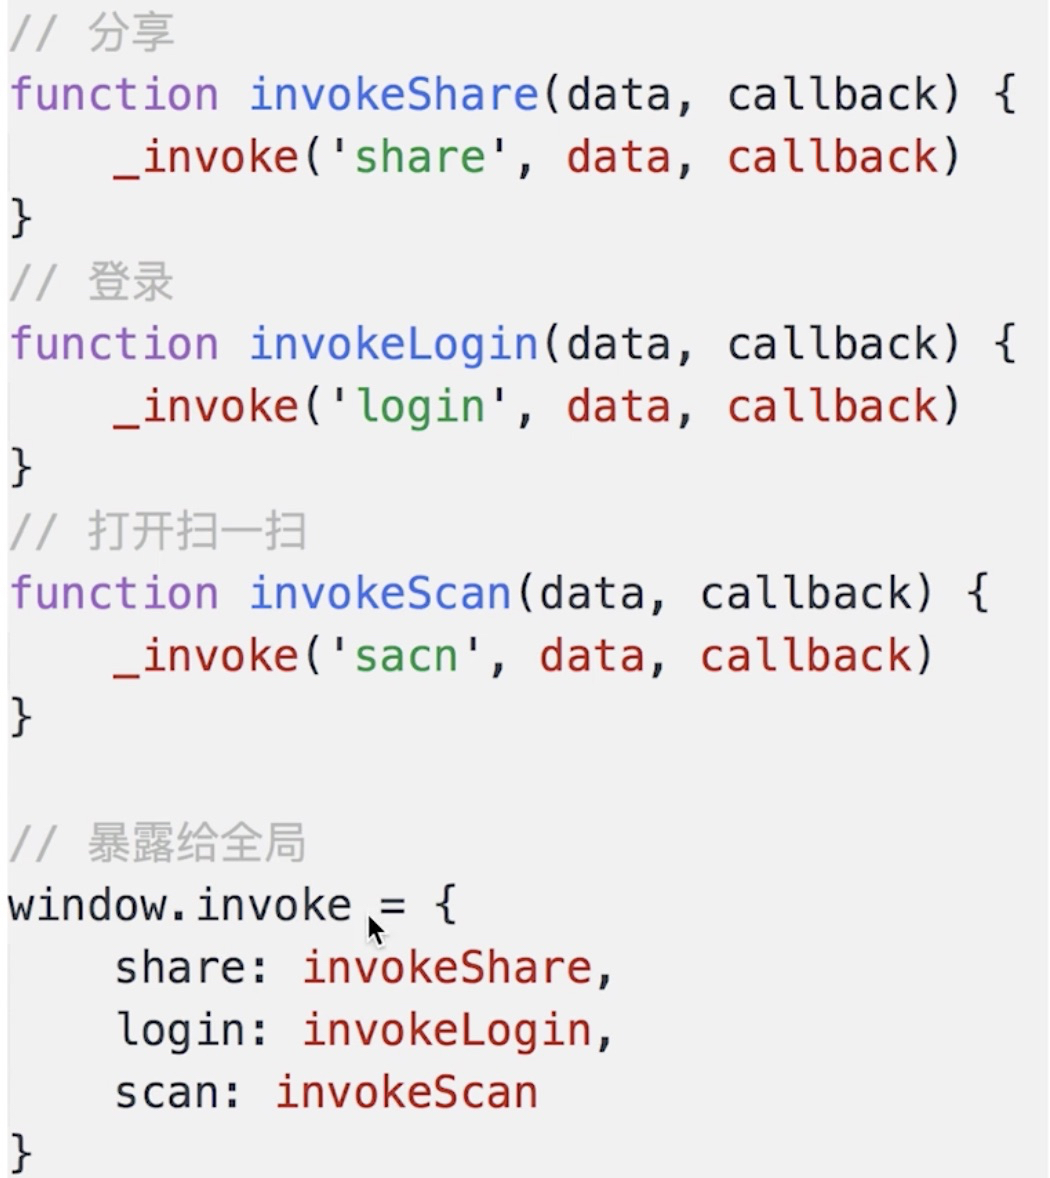 // 分享
function invokeShare(data, callback) {
    _invoke('share', data, callback)
}
// 登录
function invokeLogin(data, callback) {
    _invoke('login', data, callback)
}
// 打开扫一扫
function invokeScan(data, callback) {
    _invoke('sacn', data, callback)
}

// 暴露给全局
window.invoke = {
    share: invokeShare,
    login: invokeLogin,
    scan: invokeScan
}